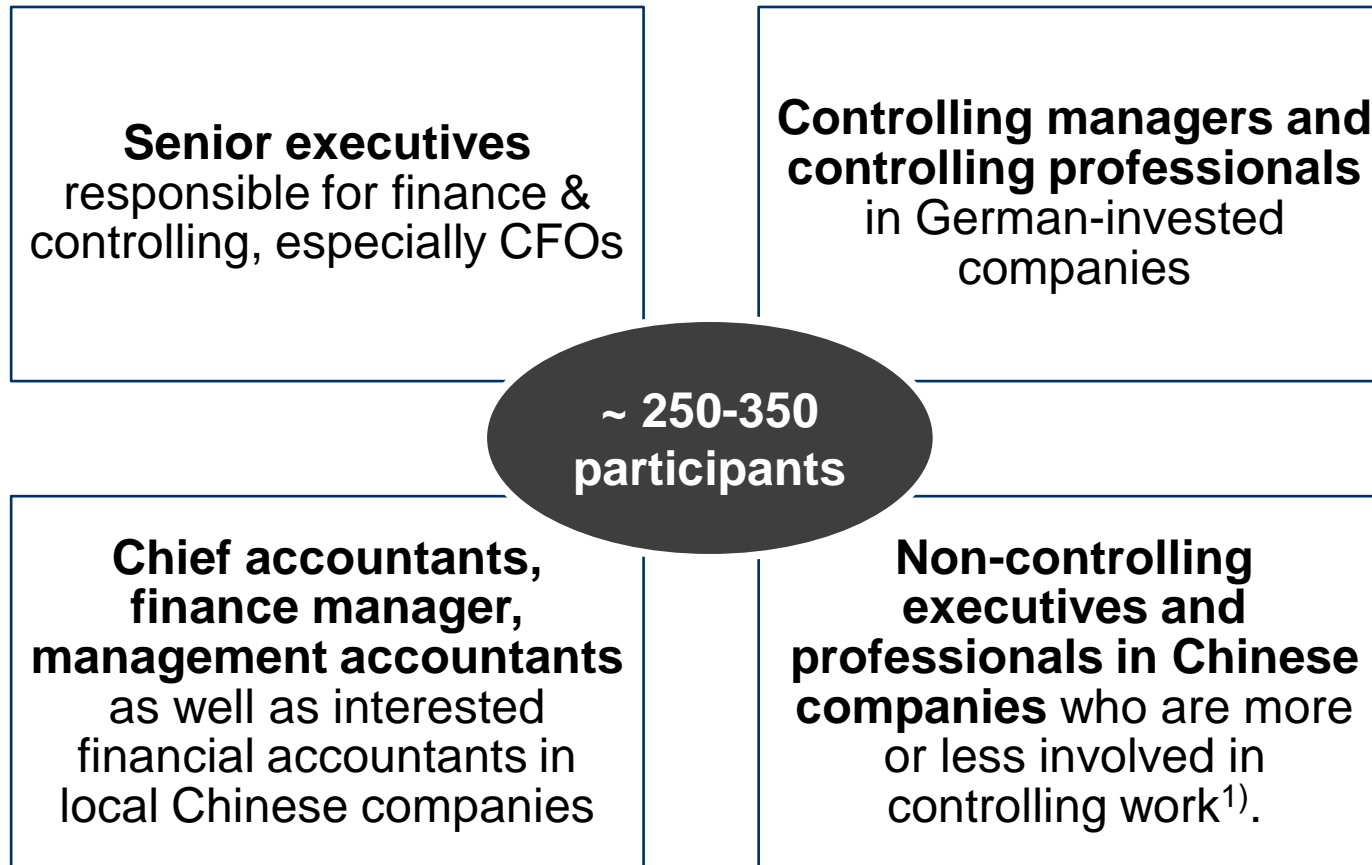 Senior executives
responsible for finance &
controlling, especially CFOs
Controlling managers and
controlling professionals
in German-invested
companies
~ 250-350
participants
Chief accountants,
finance manager,
management accountants
as well as interested
financial accountants in
local Chinese companies
Non-controlling
executives and
professionals in Chinese
companies who are more
or less involved in
controlling work¹⁾.